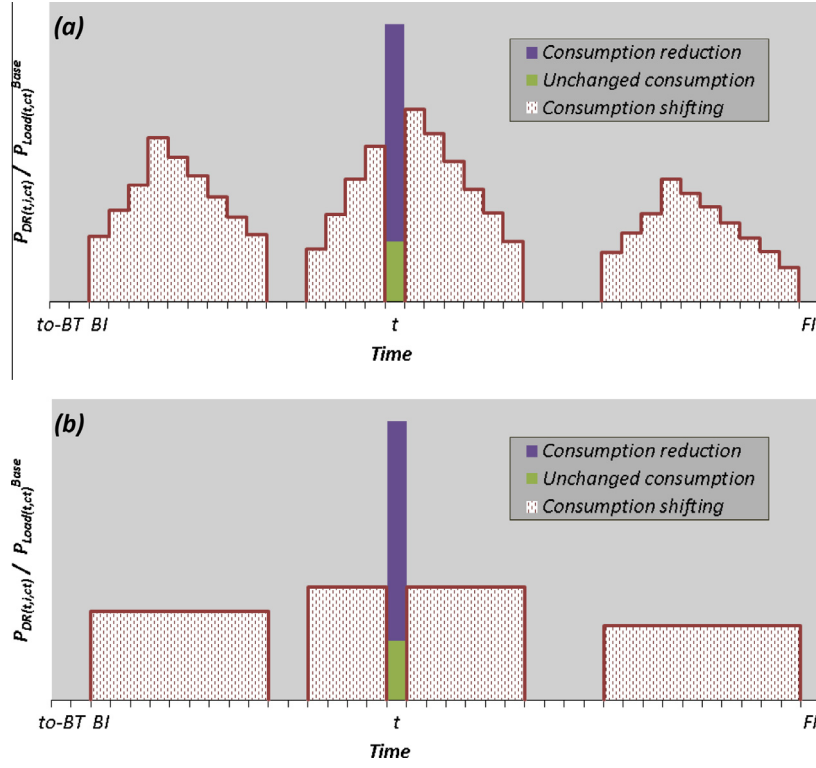 (a)
Consumption reduction
Unchanged consumption
Consumption shifting
P_DR(t,i,ct) / P_Load(t,ct)^Base
to-BT BI t FI
Time
(b)
Consumption reduction
Unchanged consumption
Consumption shifting
P_DR(t,i,ct) / P_Load(t,ct)^Base
to-BT BI t FI
Time